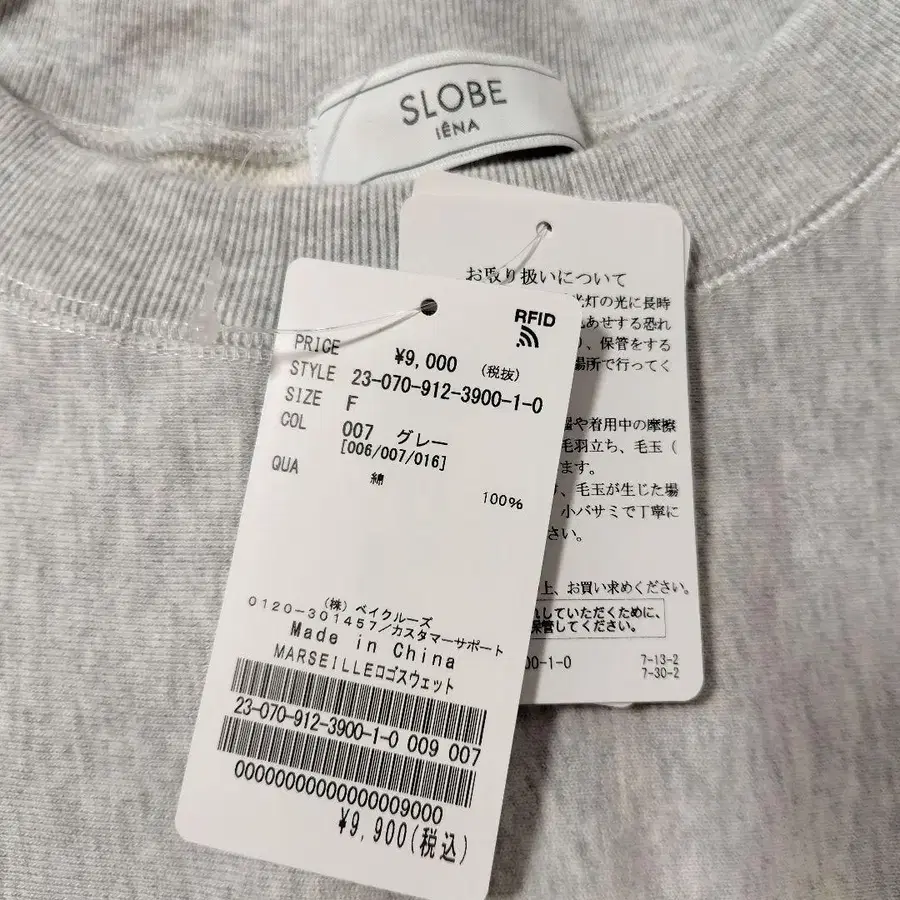 SLOBE
IÊNA
RFID
PRICE ¥9,000 (税抜)
STYLE 23-070-912-3900-1-0
SIZE F
COL 007 グレー
[006/007/016]
QUA
綿 100%
(株) ベイクルーズ
0120-301457/カスタマーサポート
Made in China
MARSEILLEロゴスウェット
23-070-912-3900-1-0 009 007
0000000000000000009000
¥9,900(税込)
お取り扱いについて
光灯の光に長時
あせする恐れ
、保管をする
場所で行ってく
や着用中の摩擦
毛羽立ち、毛玉(
ます。
、毛玉が生じた場
小バサミで丁寧に
さい。
上、お買い求めください。
していただくために、
保管してください。
00-1-0 7-13-2
7-30-2